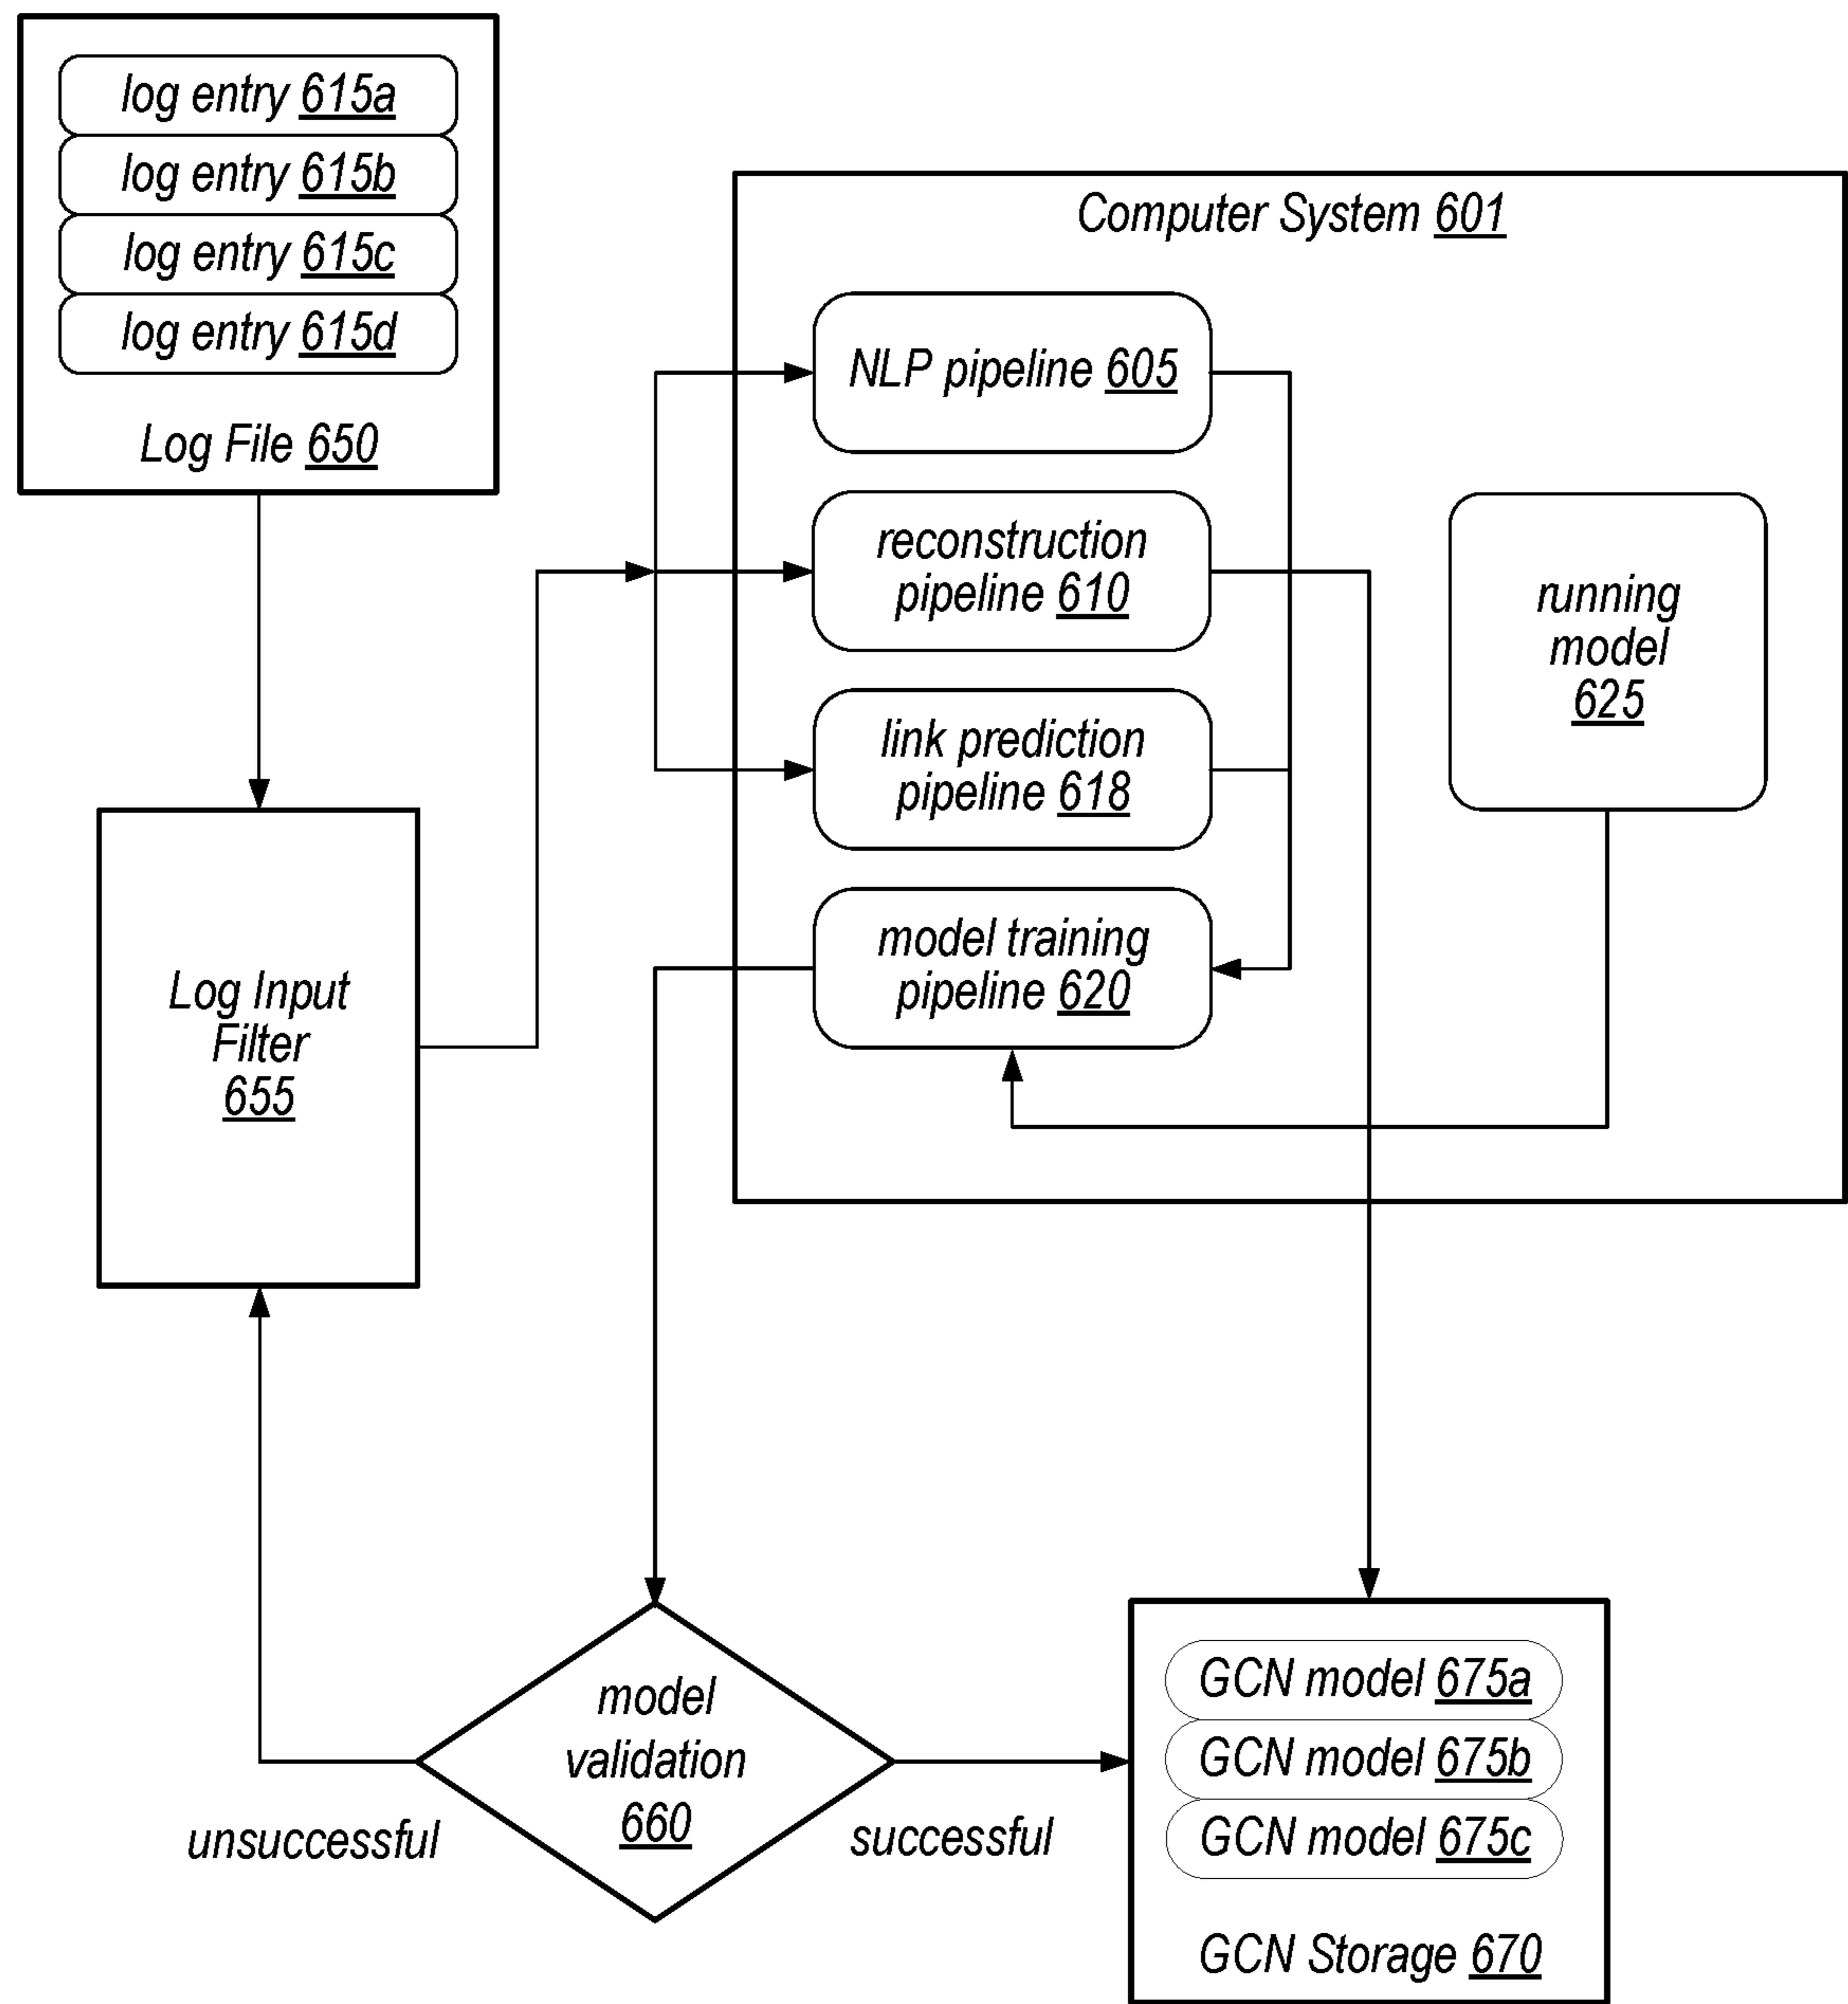 log entry 615a
log entry 615b
log entry 615c
log entry 615d
Log File 650
Computer System 601
NLP pipeline 605
reconstruction
pipeline 610
link prediction
pipeline 618
model training
pipeline 620
running
model
625
Log Input
Filter
655
model
validation
660
unsuccessful
successful
GCN model 675a
GCN model 675b
GCN model 675c
GCN Storage 670